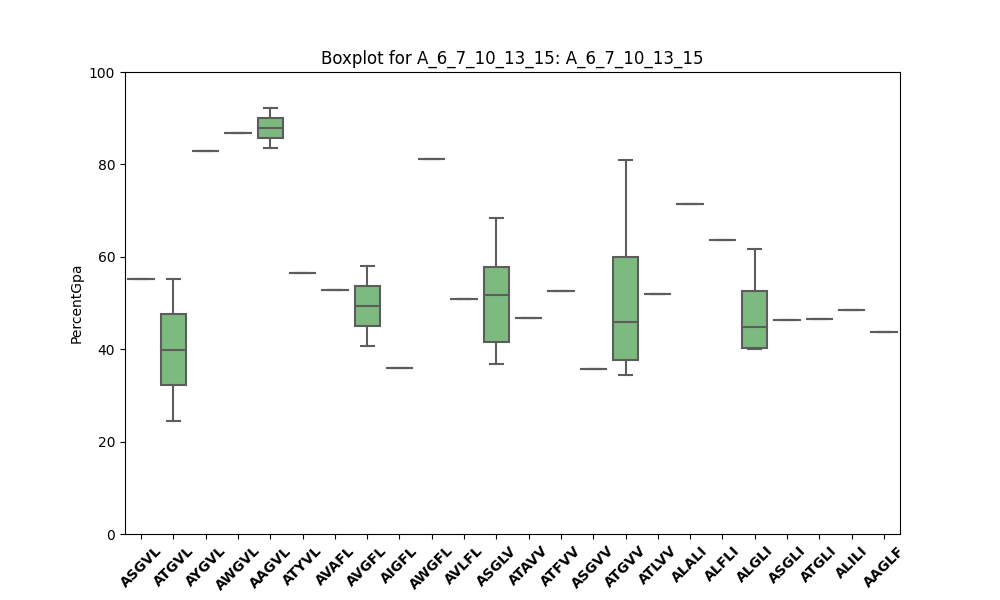 Boxplot for A_6_7_10_13_15: A_6_7_10_13_15
100
80
60
40
20
0
PercentGpa
ASGVL
ATGVL
AYGVL
AWGVL
AAGVL
ATYVL
AVAFL
AVGFL
AIGFL
AWGFL
AVLFL
ASGLV
ATAVV
ATFVV
ASGVV
ATGVV
ATLVV
ALALI
ALFLI
ALGLI
ASGLI
ATGLI
ALILI
AAGLF